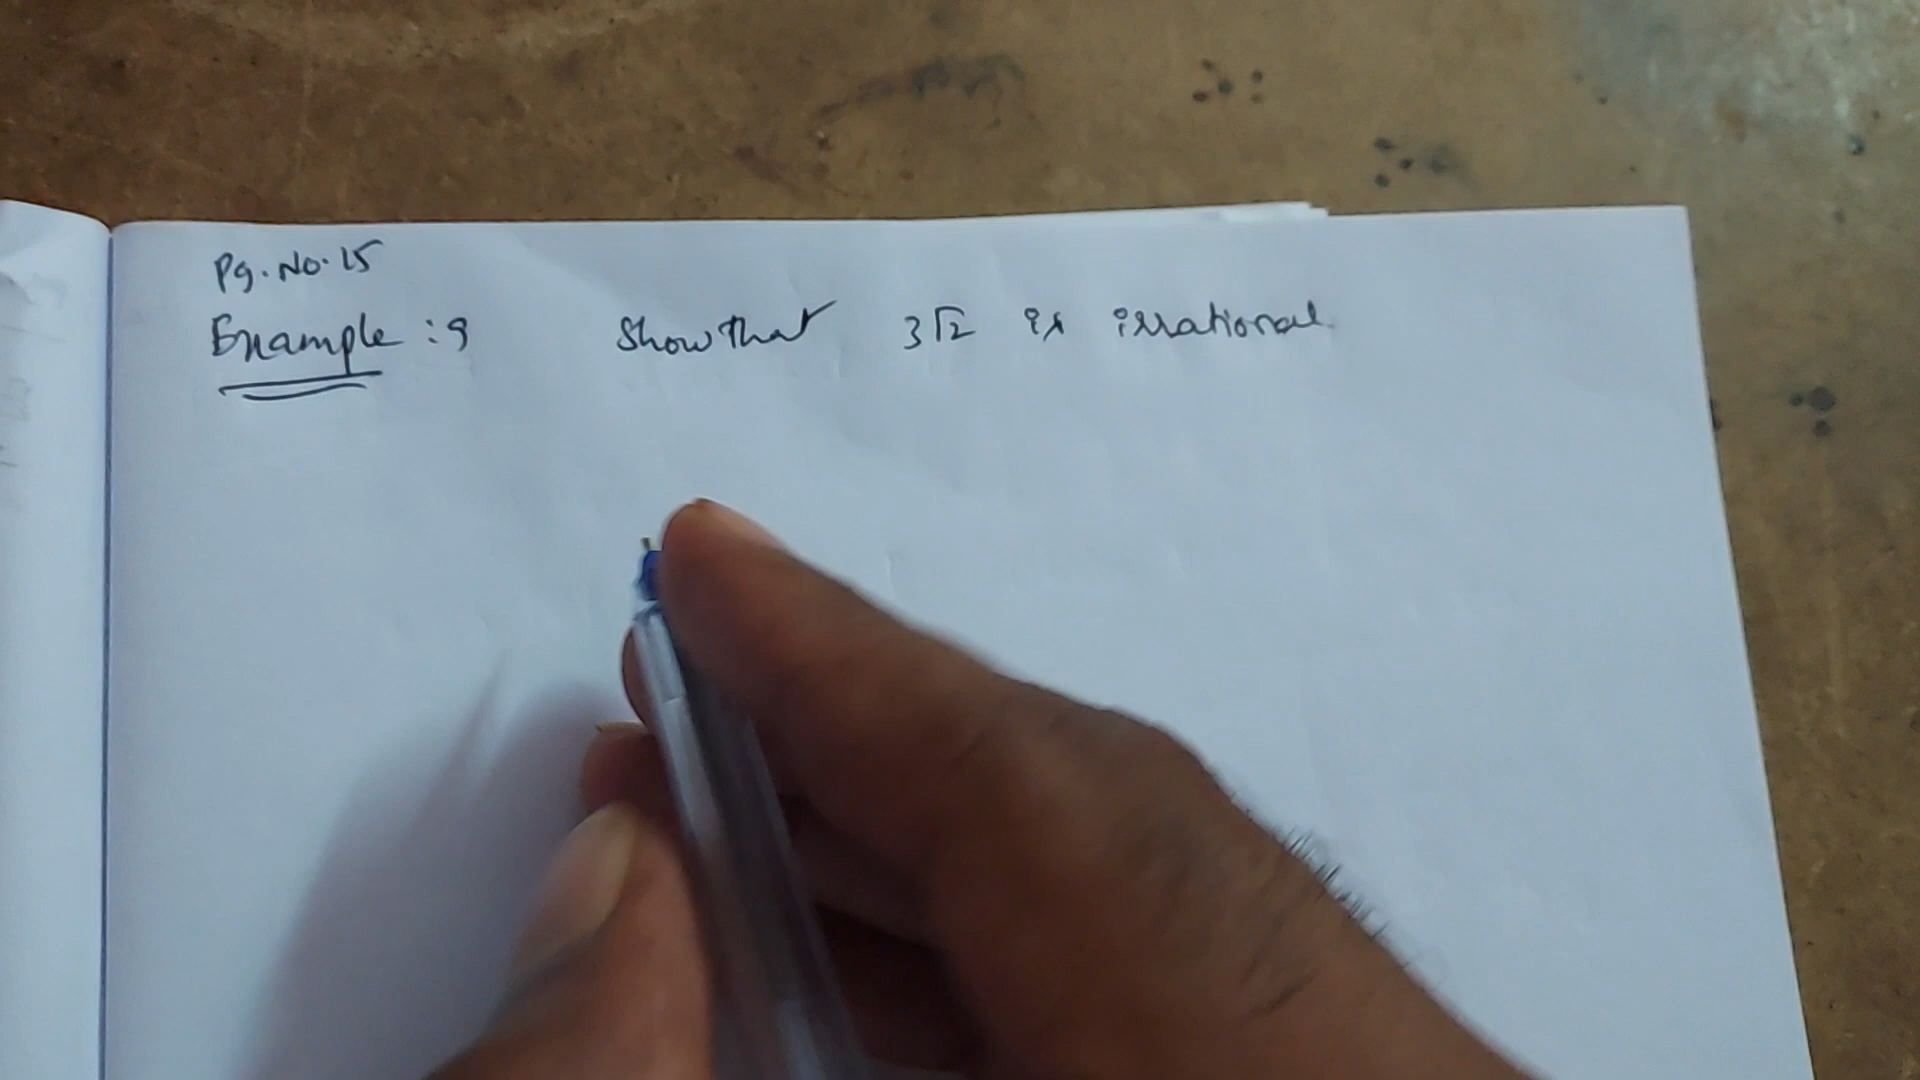 Pg. No. 15
Example : 9 Show that 3√2 is irrational.